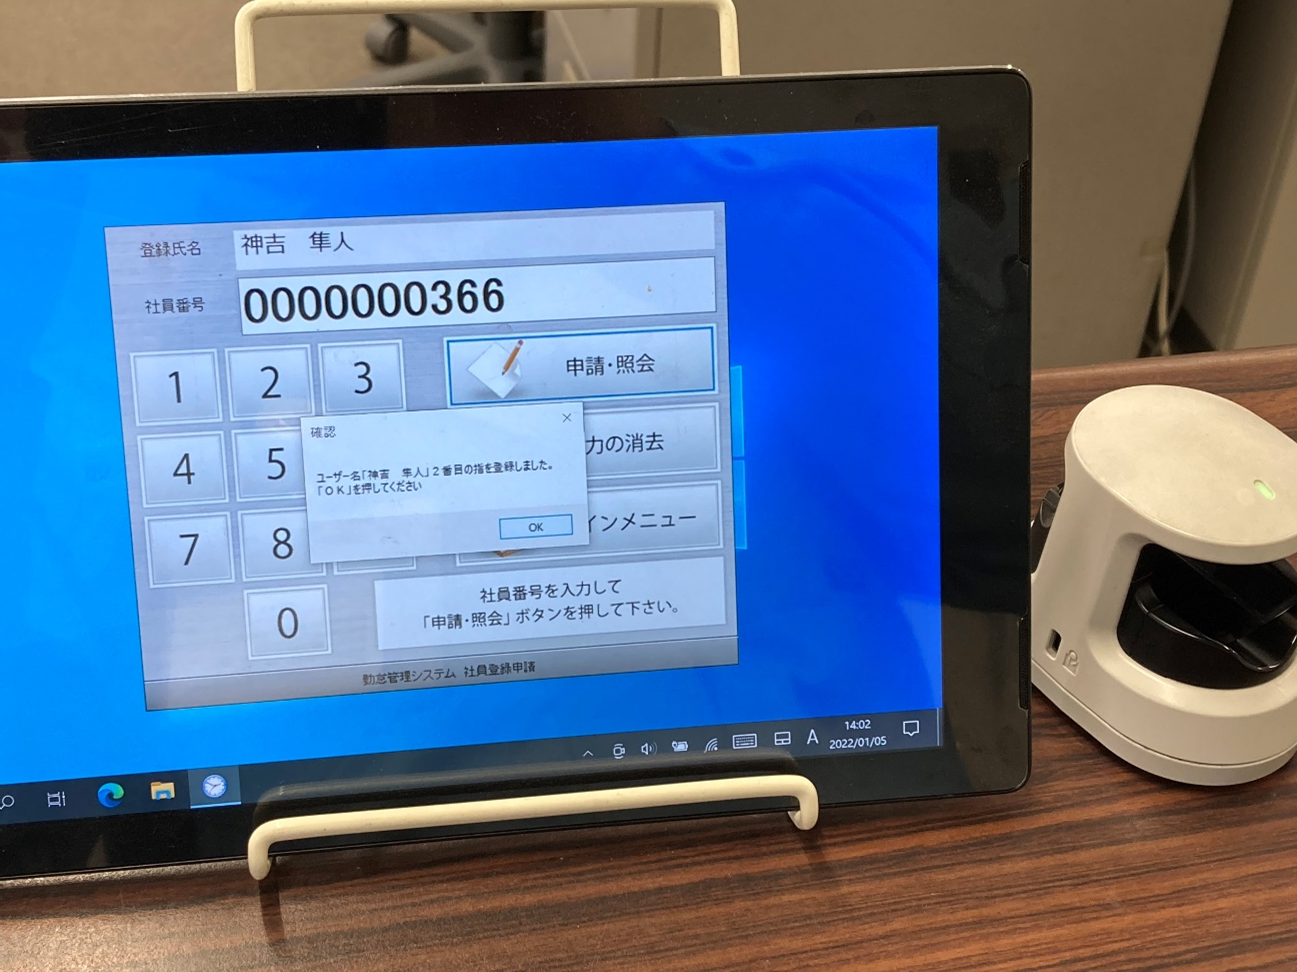 登録氏名 神吉 隼人
社員番号 0000000366
1 2 3
申請・照会
4 5
力の消去
確認
ユーザー名「神吉 隼人」2番目の指を登録しました。
「OK」を押してください
OK
7 8
インメニュー
0
社員番号を入力して
「申請・照会」ボタンを押して下さい。
勤怠管理システム 社員登録申請
A
14:02
2022/01/05